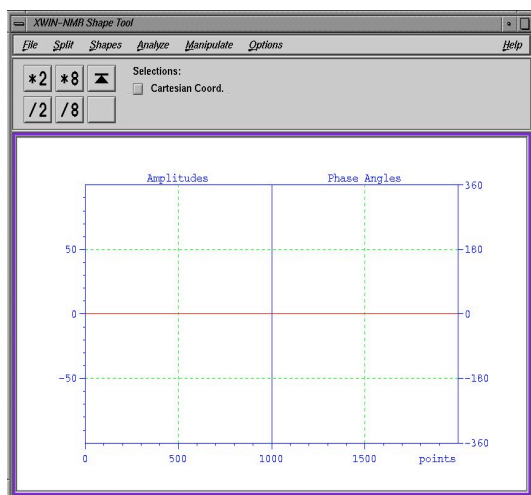 XWIN-NMR Shape Tool
File Split Shapes Analyze Manipulate Options Help
*2 *8
Selections:
Cartesian Coord.
/2 /8
Amplitudes Phase Angles
360
50 180
0 0
-50 -180
-360
0 500 1000 1500 points